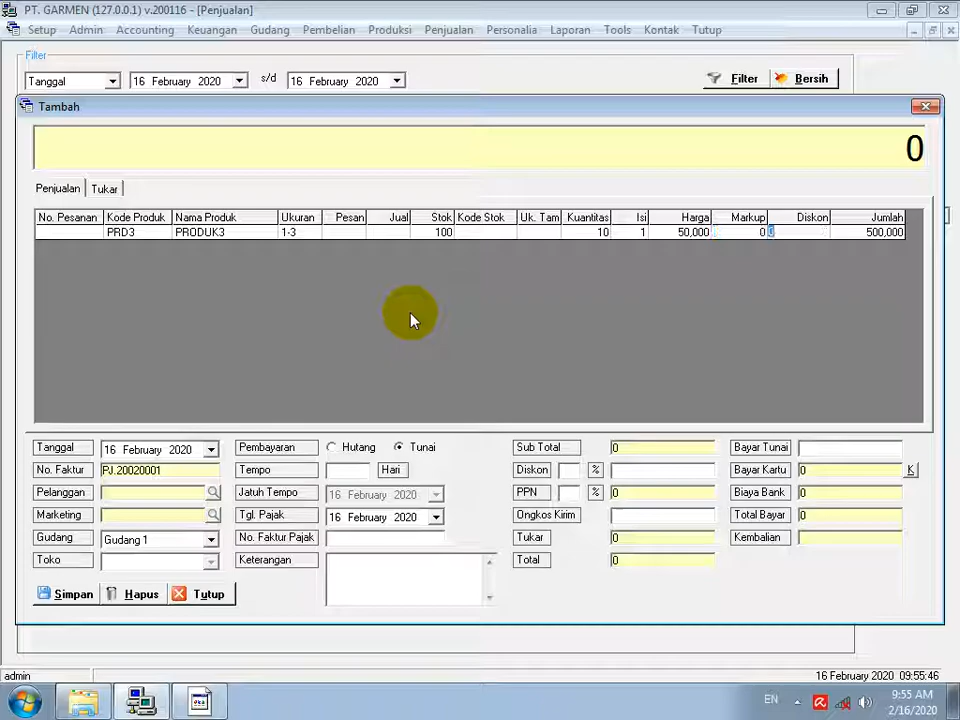 PT. GARMEN (127.0.0.1) v.200116 - [Penjualan]
Setup Admin Accounting Keuangan Gudang Pembelian Produksi Penjualan Personalia Laporan Tools Kontak Tutup
Filter
Tanggal 16 February 2020 s/d 16 February 2020 Filter Bersih
Tambah
0
Penjualan Tukar
No. Pesanan Kode Produk Nama Produk Ukuran Pesan Jual Stok Kode Stok Uk. Tam Kuantitas Isi Harga Markup Diskon Jumlah
PRD3 PRODUK3 1-3 100 10 1 50,000 0 0 500,000
Tanggal 16 February 2020 Pembayaran Hutang Tunai Sub Total 0 Bayar Tunai
No. Faktur PJ.20020001 Tempo Hari Diskon % Bayar Kartu 0 K
Pelanggan Jatuh Tempo 16 February 2020 PPN % 0 Biaya Bank 0
Marketing Tgl. Pajak 16 February 2020 Ongkos Kirim Total Bayar 0
Gudang Gudang 1 No. Faktur Pajak Tukar 0 Kembalian
Toko Keterangan Total 0
Simpan Hapus Tutup
admin 16 February 2020 09:55:46
EN 9:55 AM
2/16/2020